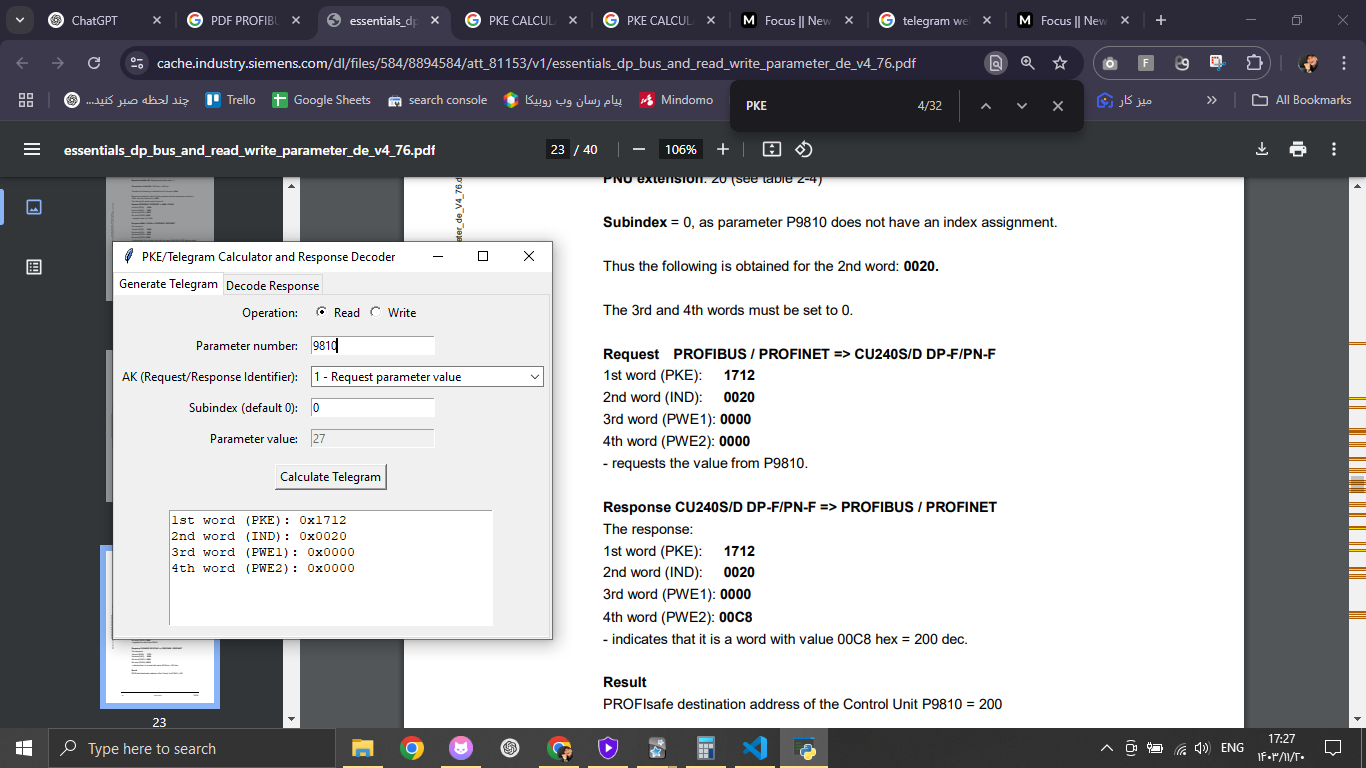 ChatGPT
PDF PROFIBU
essentials_dp
PKE CALCUL
PKE CALCUL
Focus || New
telegram we
Focus || New
cache.industry.siemens.com/dl/files/584/8894584/att_81153/v1/essentials_dp_bus_and_read_write_parameter_de_v4_76.pdf
چند لحظه صبر کنید...
Trello
Google Sheets
search console
پیام رسان وب روبیکا
Mindomo
میز کار
All Bookmarks
PKE
4/32
essentials_dp_bus_and_read_write_parameter_de_v4_76.pdf
23 / 40
106%
PNU extension: 20 (see table 2-4)
Subindex = 0, as parameter P9810 does not have an index assignment.
Thus the following is obtained for the 2nd word: 0020.
The 3rd and 4th words must be set to 0.
Request PROFIBUS / PROFINET => CU240S/D DP-F/PN-F
1st word (PKE): 1712
2nd word (IND): 0020
3rd word (PWE1): 0000
4th word (PWE2): 0000
- requests the value from P9810.
Response CU240S/D DP-F/PN-F => PROFIBUS / PROFINET
The response:
1st word (PKE): 1712
2nd word (IND): 0020
3rd word (PWE1): 0000
4th word (PWE2): 00C8
- indicates that it is a word with value 00C8 hex = 200 dec.
Result
PROFIsafe destination address of the Control Unit P9810 = 200
PKE/Telegram Calculator and Response Decoder
Generate Telegram
Decode Response
Operation: Read Write
Parameter number: 9810
AK (Request/Response Identifier): 1 - Request parameter value
Subindex (default 0): 0
Parameter value: 27
Calculate Telegram
1st word (PKE): 0x1712
2nd word (IND): 0x0020
3rd word (PWE1): 0x0000
4th word (PWE2): 0x0000
23
Type here to search
ENG
17:27
۱۴۰۳/۱۱/۲۰